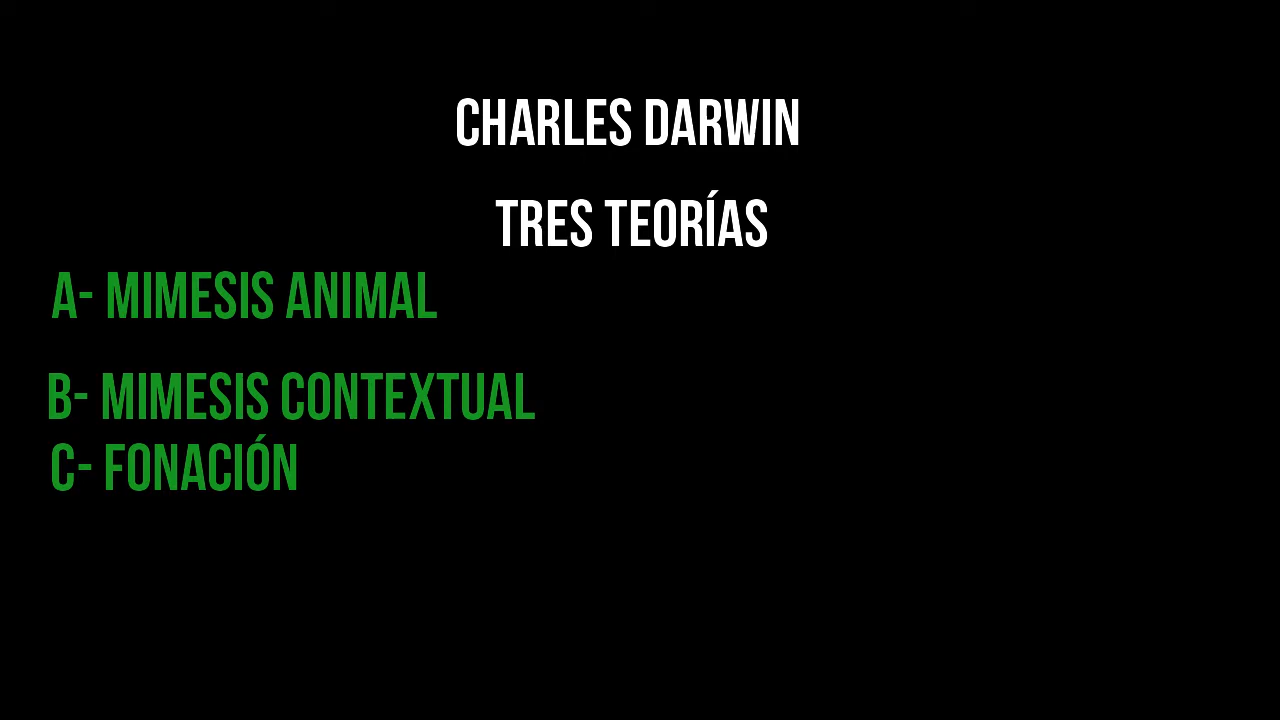 CHARLES DARWIN
TRES TEORÍAS
A- MIMESIS ANIMAL
B- MIMESIS CONTEXTUAL
C- FONACIÓN